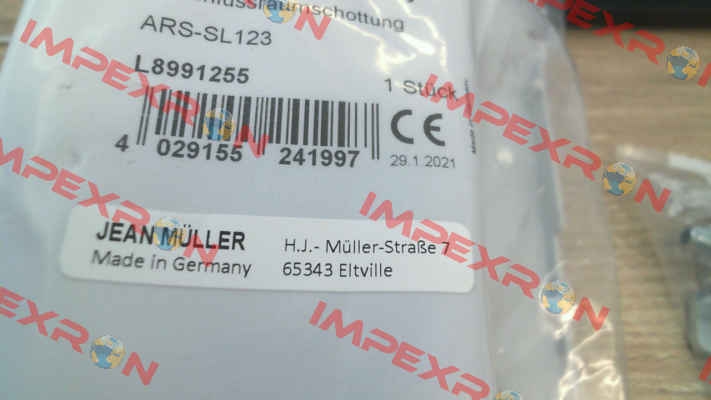 ARS-SL123
L8991255
1 Stück
CE
4 029155 241997
29.1.2021
JEAN MÜLLER
Made in Germany
H.J.- Müller-Straße 7
65343 Eltville
IMPEXRON
IMPEXRON
IMPEXRON
IMPEXRON
IMPEXRON
IMPEXRON